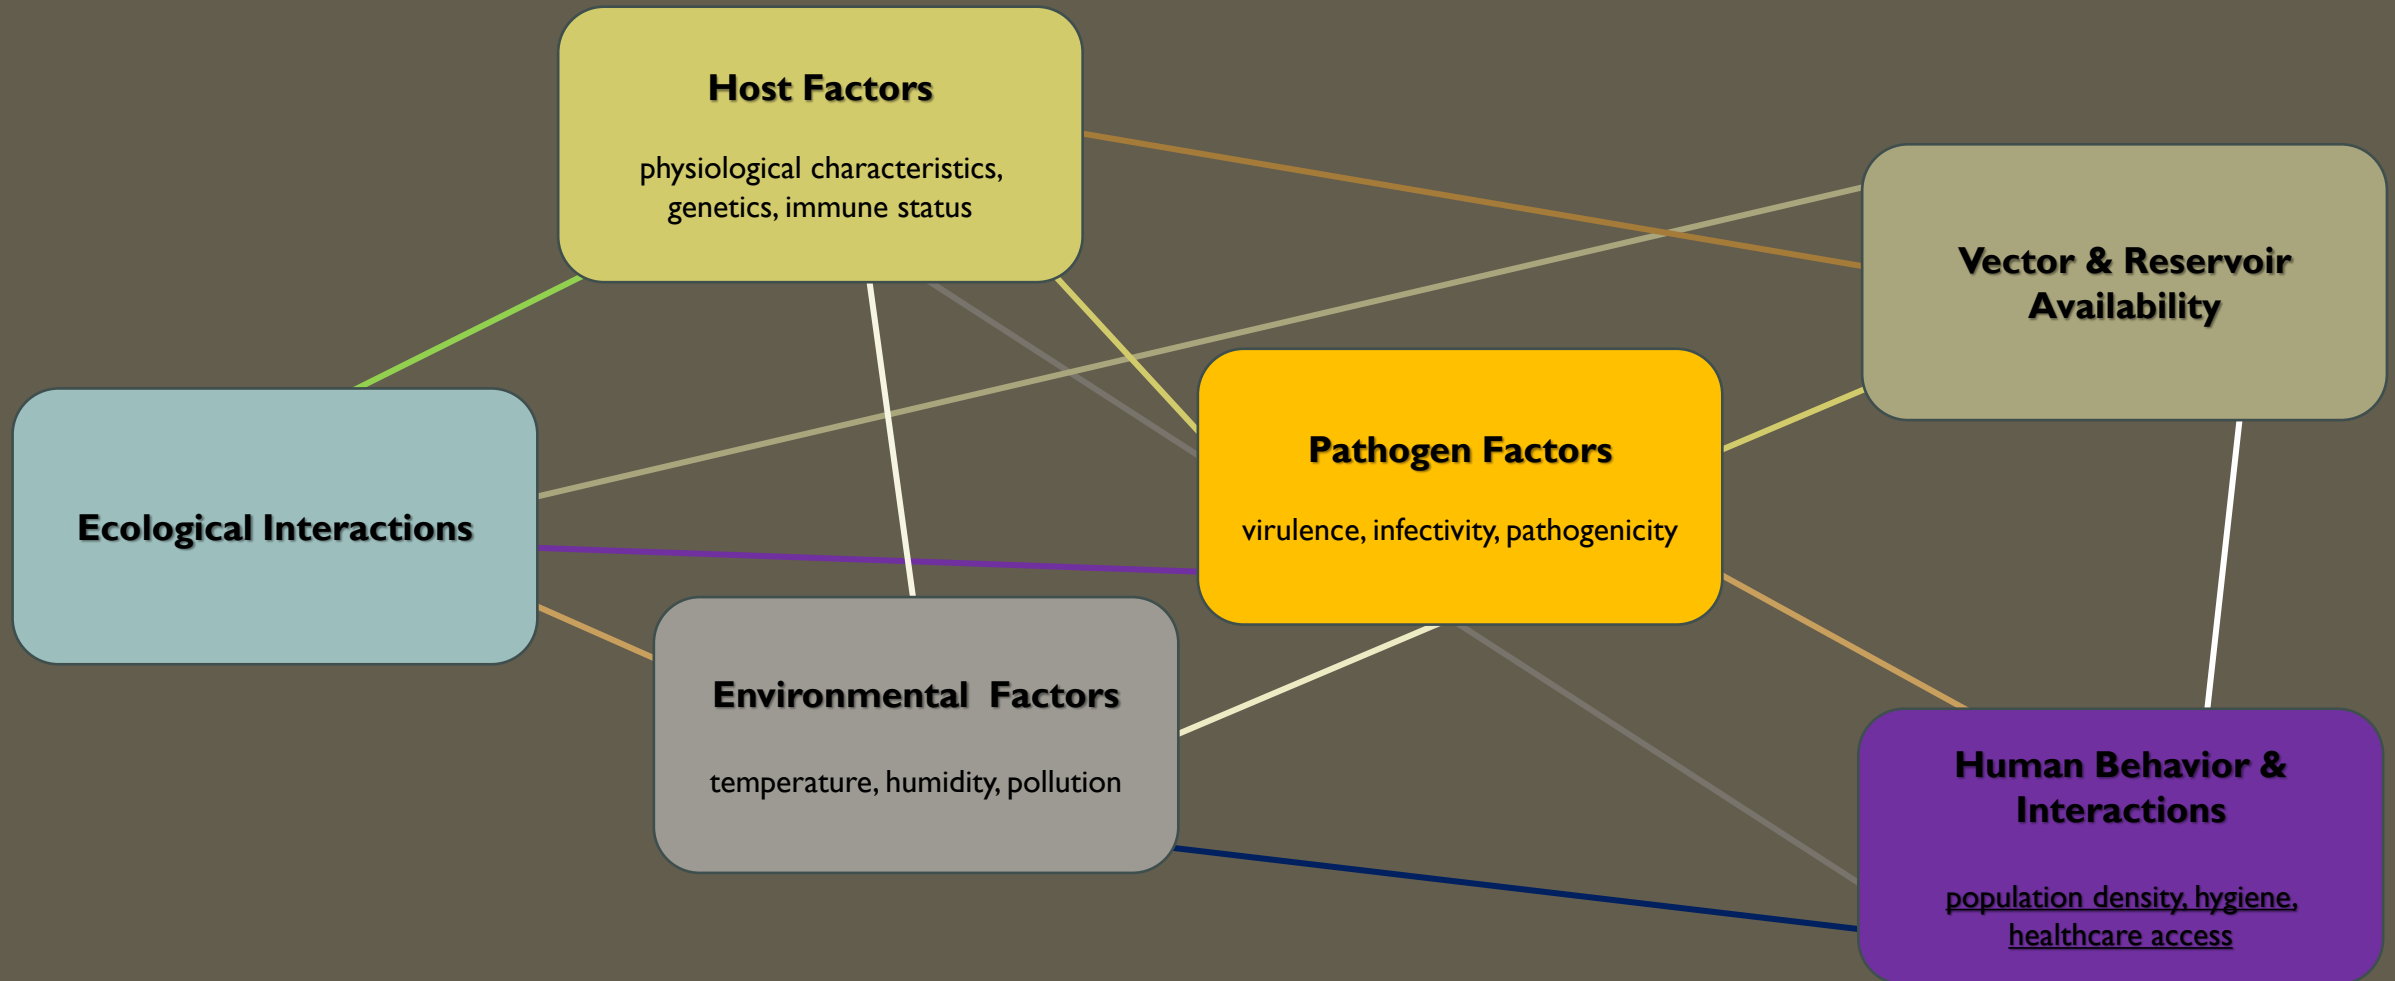 Host Factors
physiological characteristics,
genetics, immune status
Vector & Reservoir
Availability
Pathogen Factors
virulence, infectivity, pathogenicity
Ecological Interactions
Environmental  Factors
temperature, humidity, pollution
Human Behavior &
Interactions
population density, hygiene,
healthcare access